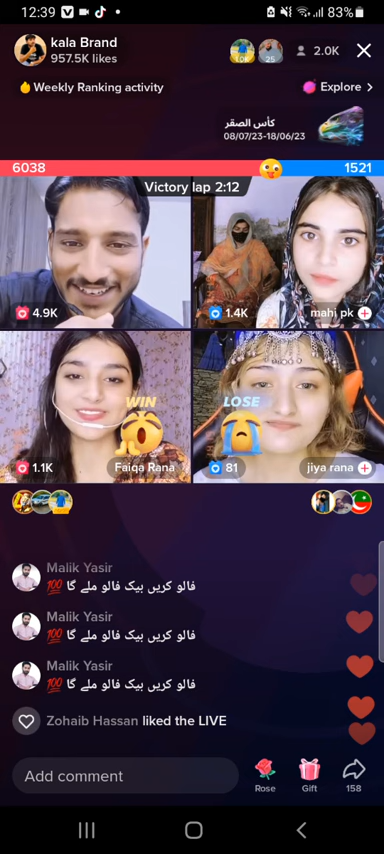 12:39
83%
kala Brand
957.5K likes
10K
25
2.0K
Weekly Ranking activity
Explore
كأس الصقر
08/07/23-18/06/23
6038
1521
Victory lap 2:12
4.9K
1.4K
mahi pk
WIN
LOSE
1.1K
Faiqa Rana
81
jiya rana
Malik Yasir
💯 فالو کریں بیک فالو ملے گا
Malik Yasir
💯 فالو کریں بیک فالو ملے گا
Malik Yasir
💯 فالو کریں بیک فالو ملے گا
Zohaib Hassan liked the LIVE
Add comment
Rose
Gift
158